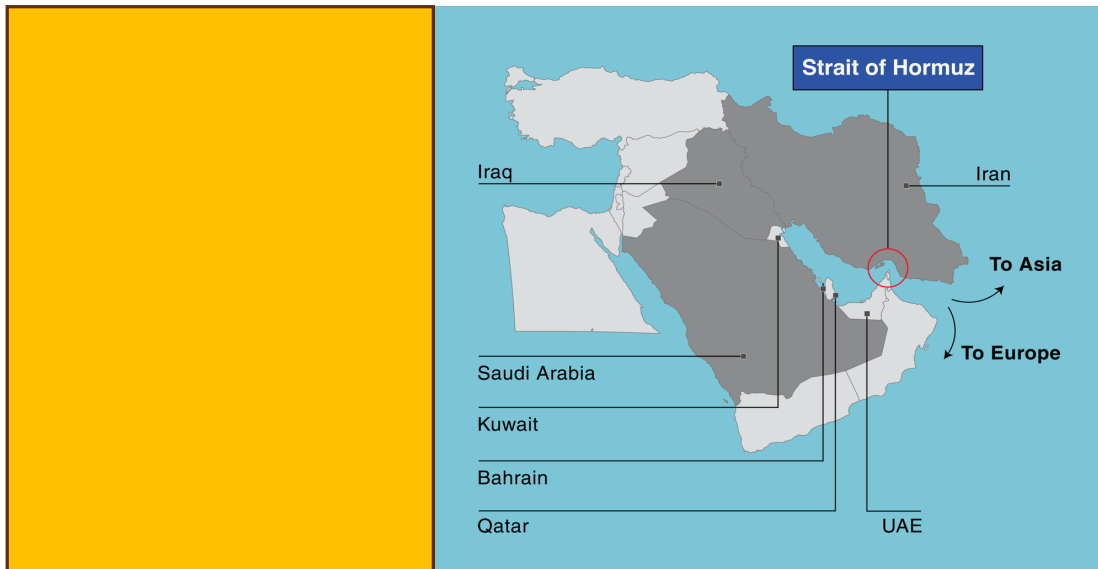 Strait of Hormuz
Iraq
Iran
To Asia
To Europe
Saudi Arabia
Kuwait
Bahrain
Qatar
UAE